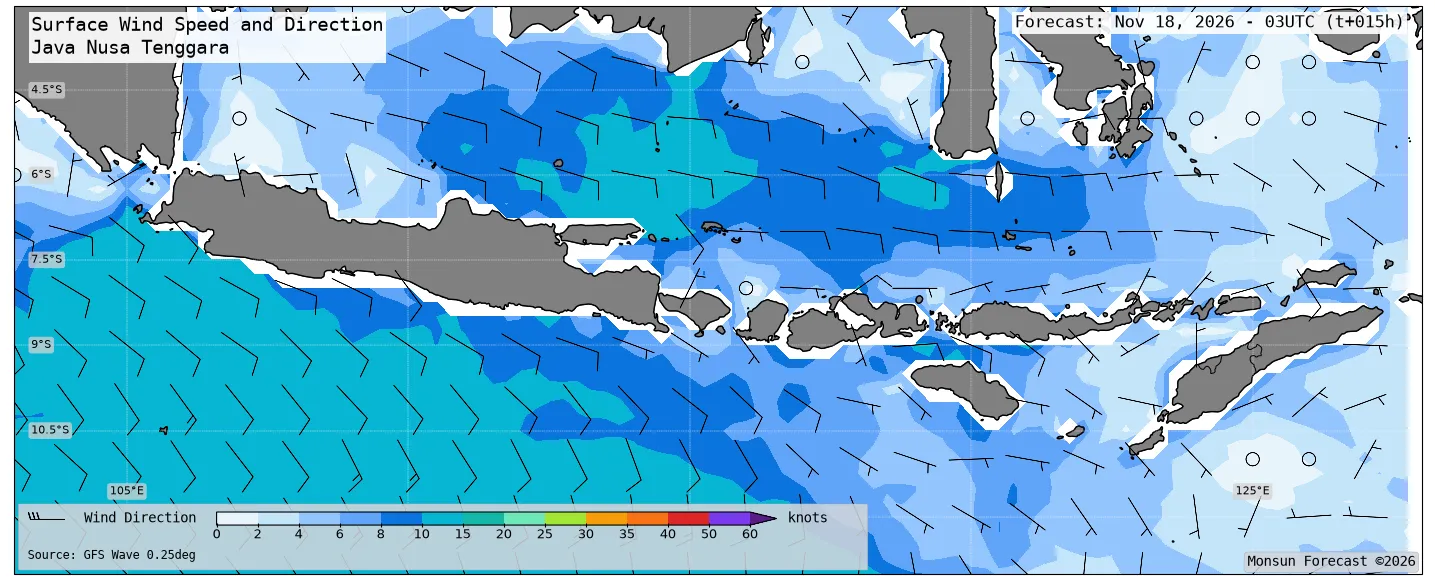 Surface Wind Speed and Direction
Java Nusa Tenggara
Forecast: Nov 18, 2026 - 03UTC (t+015h)
4.5°S
6°S
7.5°S
9°S
10.5°S
105°E
125°E
Wind Direction
0 2 4 6 8 10 15 20 25 30 35 40 50 60
knots
Source: GFS Wave 0.25deg
Monsun Forecast ©2026